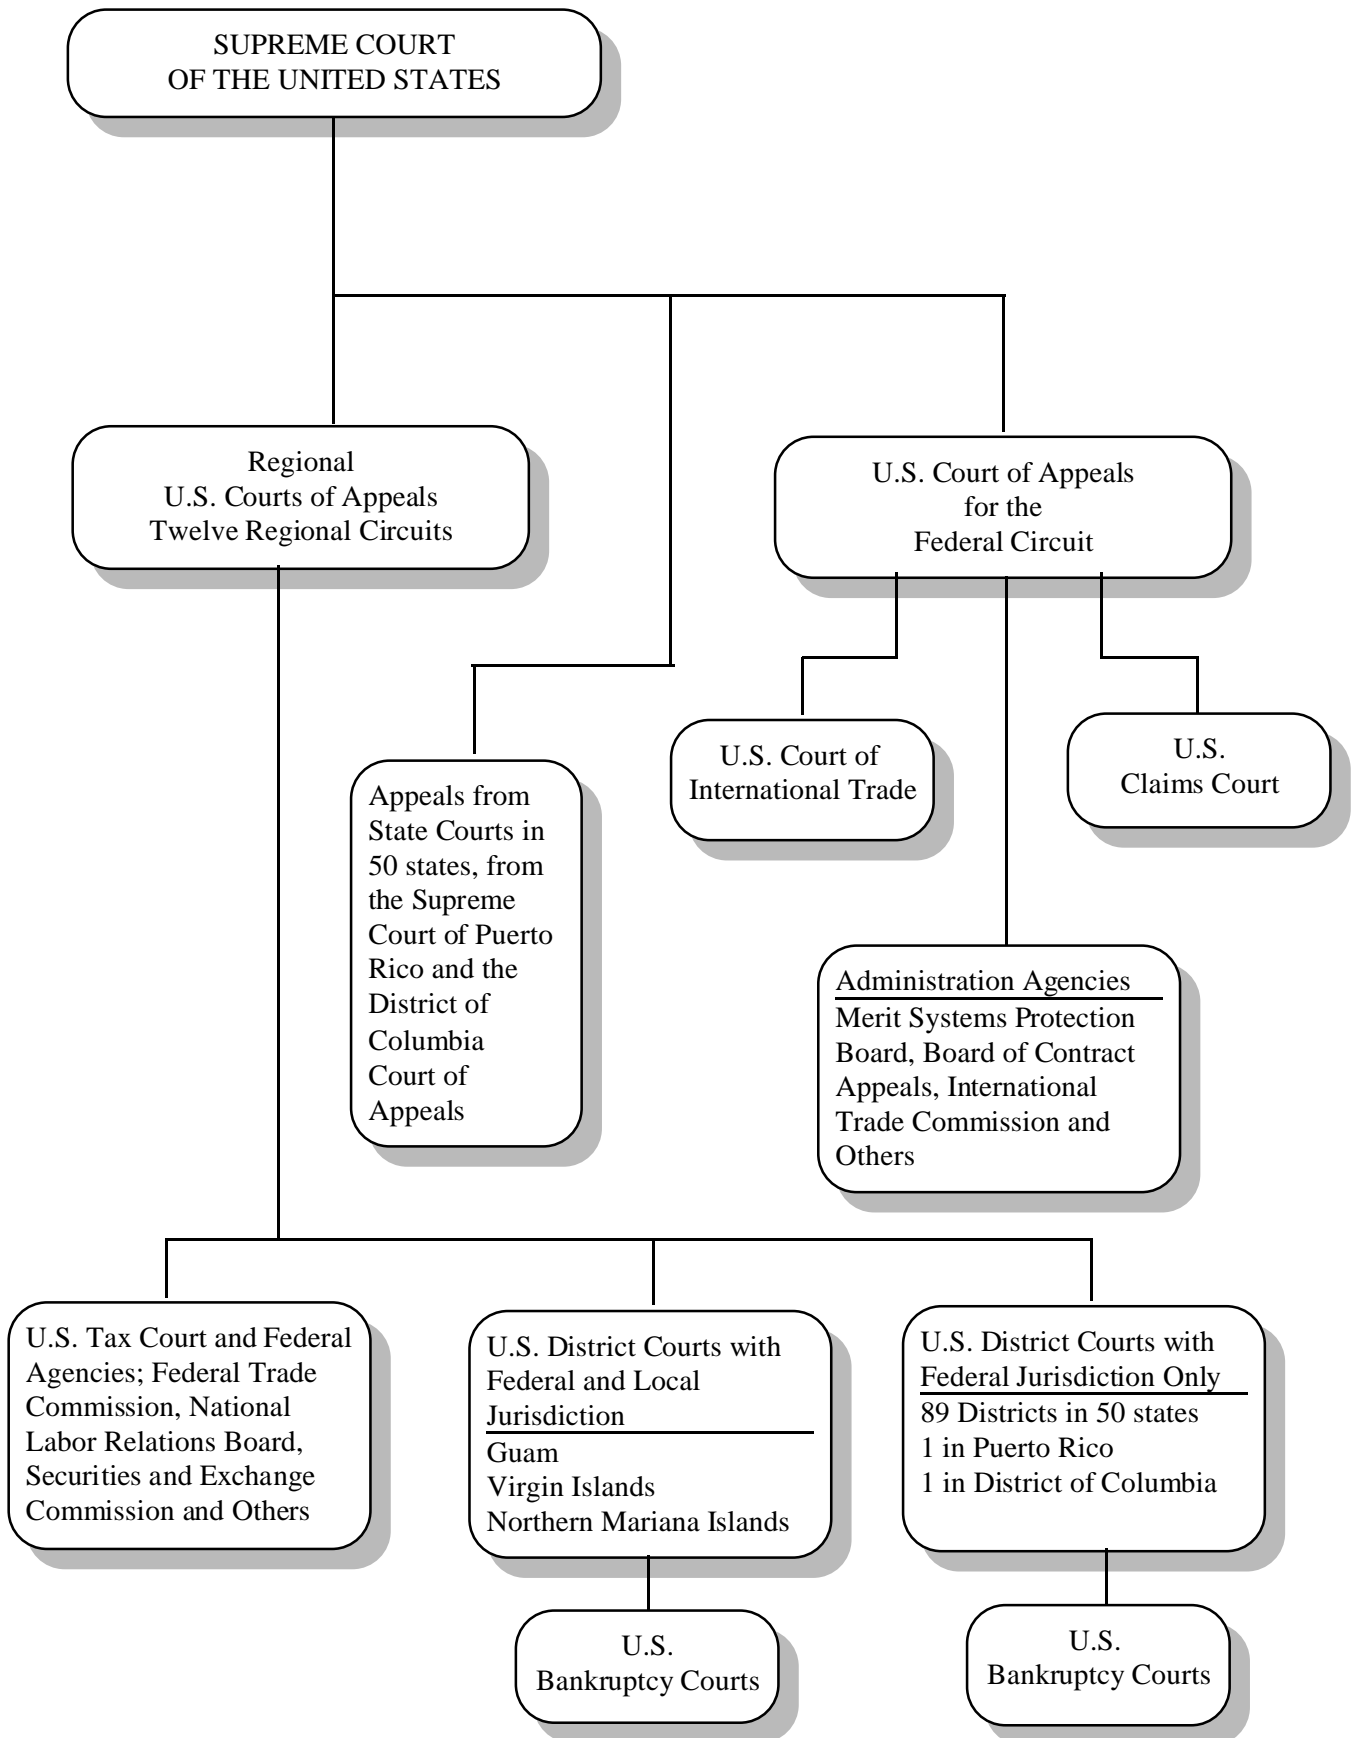 SUPREME COURT
OF THE UNITED STATES
Regional
U.S. Courts of Appeals
Twelve Regional Circuits
U.S. Court of Appeals
for the
Federal Circuit
U.S. Court of
International Trade
U.S.
Claims Court
Appeals from
State Courts in
50 states, from
the Supreme
Court of Puerto
Rico and the
District of
Columbia
Court of
Appeals
Administration Agencies
Merit Systems Protection
Board, Board of Contract
Appeals, International
Trade Commission and
Others
U.S. Tax Court and Federal
Agencies; Federal Trade
Commission, National
Labor Relations Board,
Securities and Exchange
Commission and Others
U.S. District Courts with
Federal and Local
Jurisdiction
Guam
Virgin Islands
Northern Mariana Islands
U.S. District Courts with
Federal Jurisdiction Only
89 Districts in 50 states
1 in Puerto Rico
1 in District of Columbia
U.S.
Bankruptcy Courts
U.S.
Bankruptcy Courts